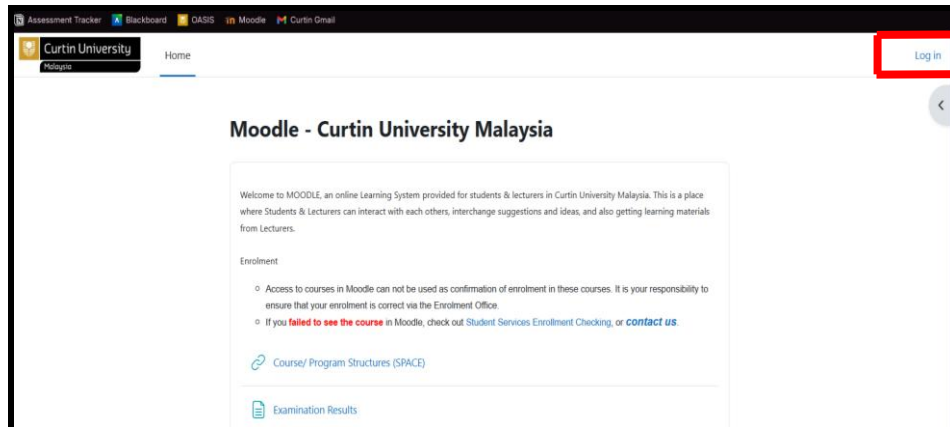 Assessment Tracker Blackboard OASIS Moodle Curtin Gmail
Curtin University
Malaysia
Home
Log in
Moodle - Curtin University Malaysia
Welcome to MOODLE, an online Learning System provided for students & lecturers in Curtin University Malaysia. This is a place
where Students & Lecturers can interact with each others, interchange suggestions and ideas, and also getting learning materials
from Lecturers.
Enrolment
Access to courses in Moodle can not be used as confirmation of enrolment in these courses. It is your responsibility to
ensure that your enrolment is correct via the Enrolment Office.
If you failed to see the course in Moodle, check out Student Services Enrollment Checking, or contact us.
Course/ Program Structures (SPACE)
Examination Results